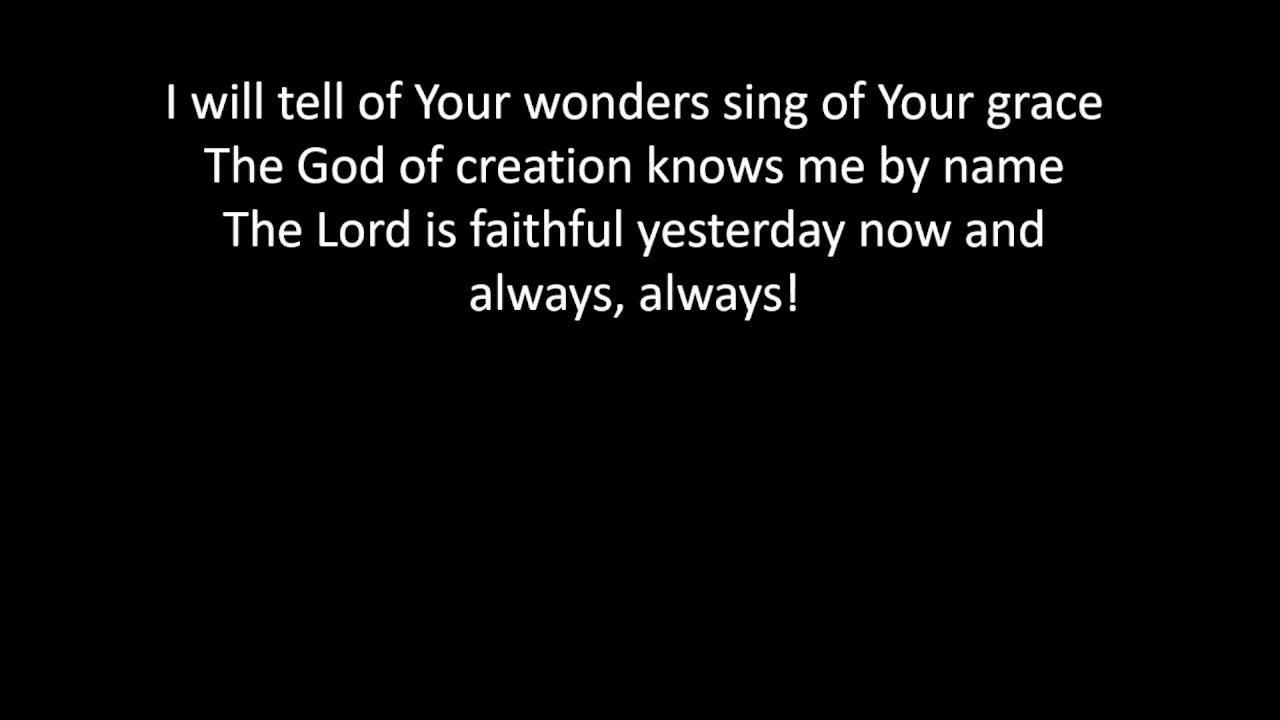 I will tell of Your wonders sing of Your grace
The God of creation knows me by name
The Lord is faithful yesterday now and
always, always!